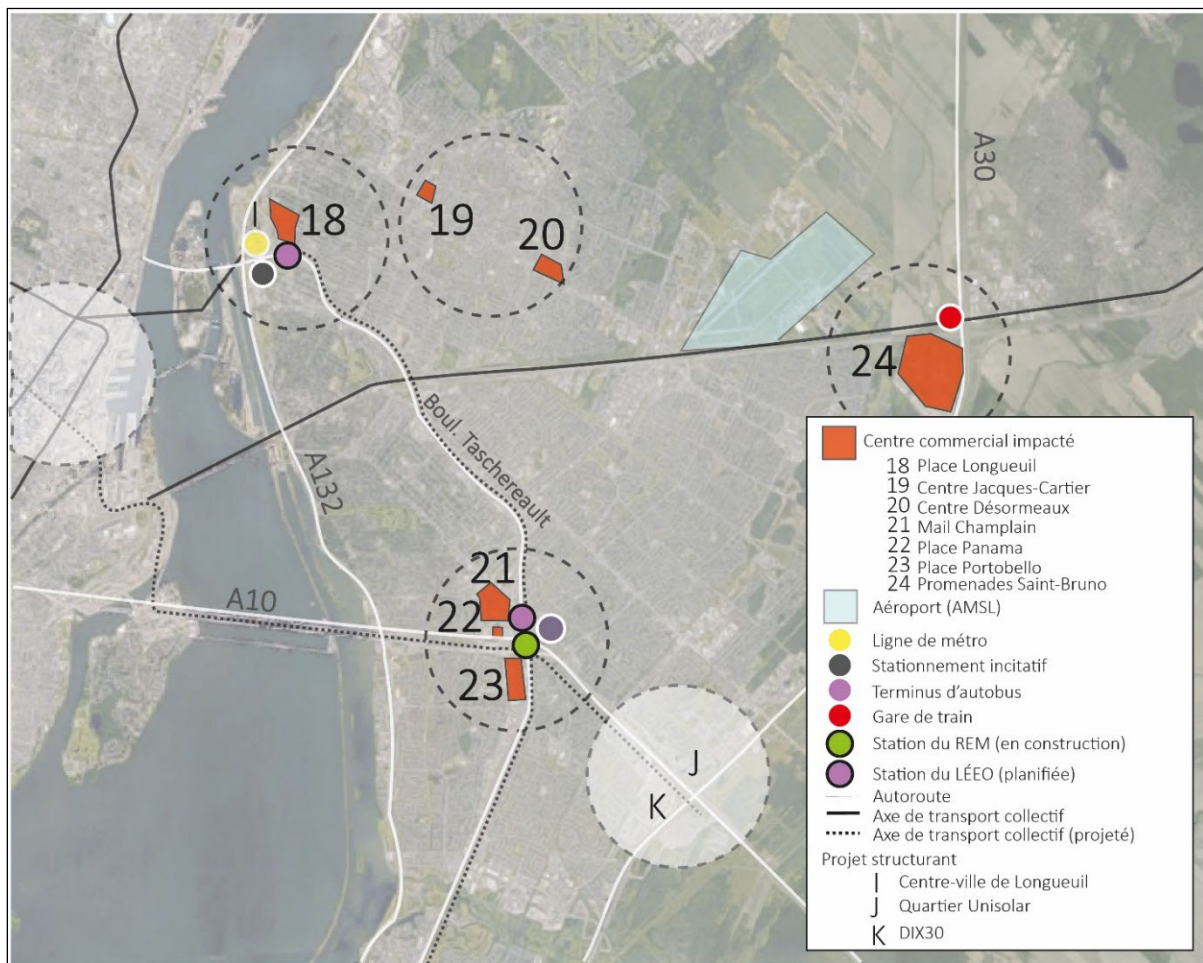 A30
I
18
19
20
24
Boul. Taschereault
A132
21
22
A10
23
J
K
Centre commercial impacté
18 Place Longueuil
19 Centre Jacques-Cartier
20 Centre Désormeaux
21 Mail Champlain
22 Place Panama
23 Place Portobello
24 Promenades Saint-Bruno
Aéroport (AMSL)
Ligne de métro
Stationnement incitatif
Terminus d'autobus
Gare de train
Station du REM (en construction)
Station du LÉEO (planifiée)
Autoroute
Axe de transport collectif
Axe de transport collectif (projeté)
Projet structurant
I Centre-ville de Longueuil
J Quartier Unisolar
K DIX30